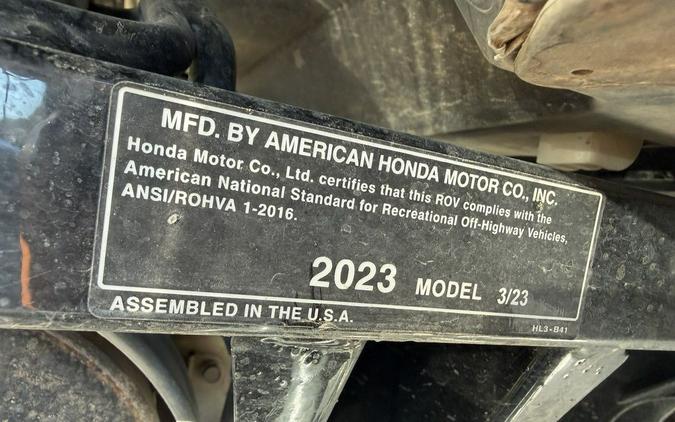 MFD. BY AMERICAN HONDA MOTOR CO., INC.
Honda Motor Co., Ltd. certifies that this ROV complies with the
American National Standard for Recreational Off-Highway Vehicles,
ANSI/ROHVA 1-2016.
2023 MODEL 3/23
ASSEMBLED IN THE U.S.A.
HL3-B41